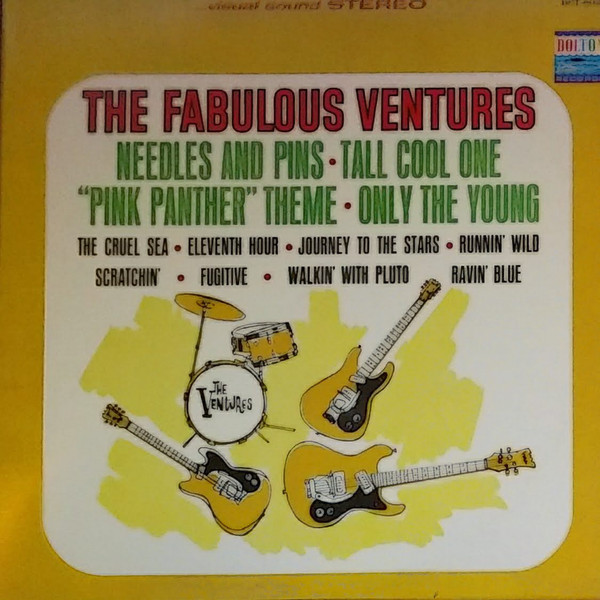 visual sound STEREO
DOLTON
RECORDS
THE FABULOUS VENTURES
NEEDLES AND PINS • TALL COOL ONE
"PINK PANTHER" THEME • ONLY THE YOUNG
THE CRUEL SEA • ELEVENTH HOUR • JOURNEY TO THE STARS • RUNNIN' WILD
SCRATCHIN' • FUGITIVE • WALKIN' WITH PLUTO RAVIN' BLUE
THE
VENTURES